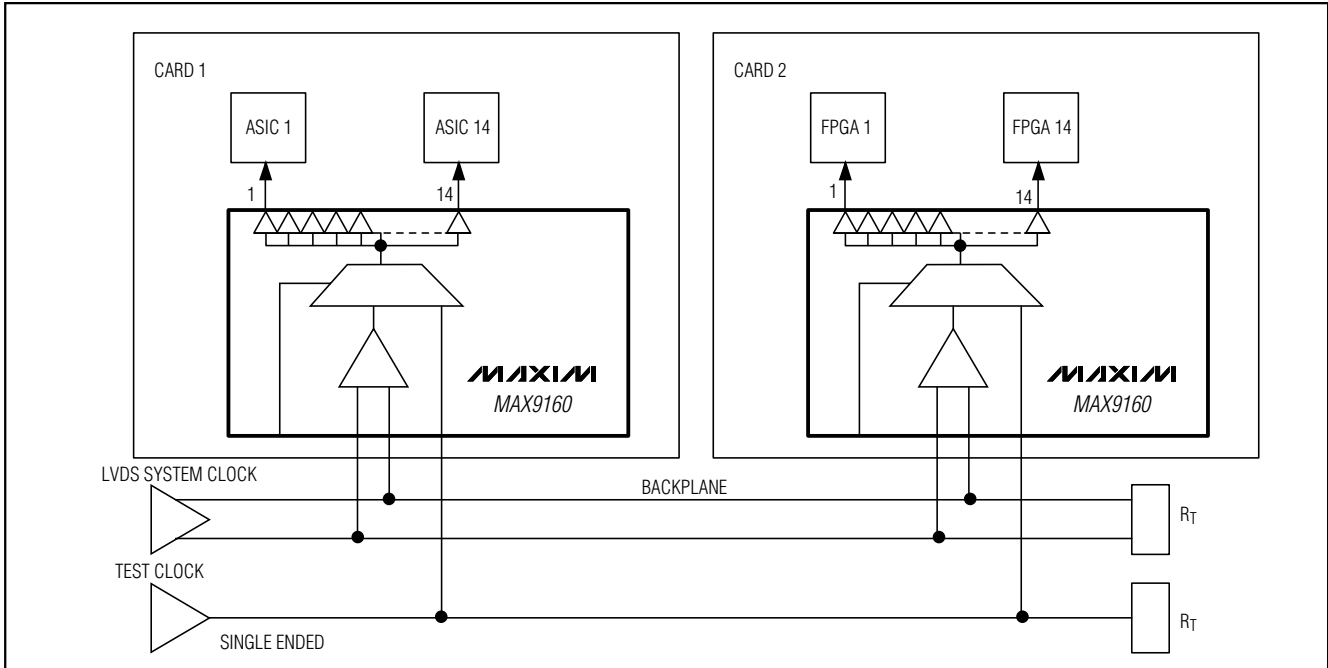 CARD 1
CARD 2
ASIC 1
ASIC 14
FPGA 1
FPGA 14
1
14
1
14
MAXIM
MAX9160
MAXIM
MAX9160
LVDS SYSTEM CLOCK
BACKPLANE
RT
TEST CLOCK
SINGLE ENDED
RT